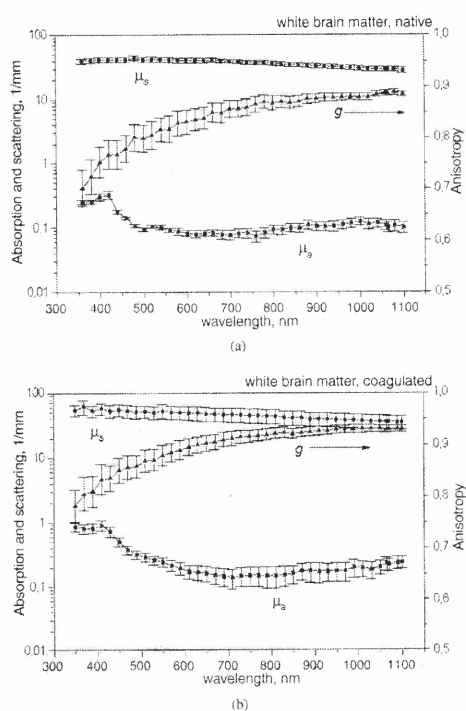 white brain matter, native
100
10
1
0.1
0,01
Absorption and scattering, 1/mm
μs
g
μa
1,0
0,9
0,8
0,7
0,6
0,5
Anisotropy
300 400 500 600 700 800 900 1000 1100
wavelength, nm
(a)
white brain matter, coagulated
100
10
1
0,1
0,01
Absorption and scattering, 1/mm
μs
g
μa
1,0
0,9
0,8
0,7
0,6
0,5
Anisotropy
300 400 500 600 700 800 900 1000 1100
wavelength, nm
(b)